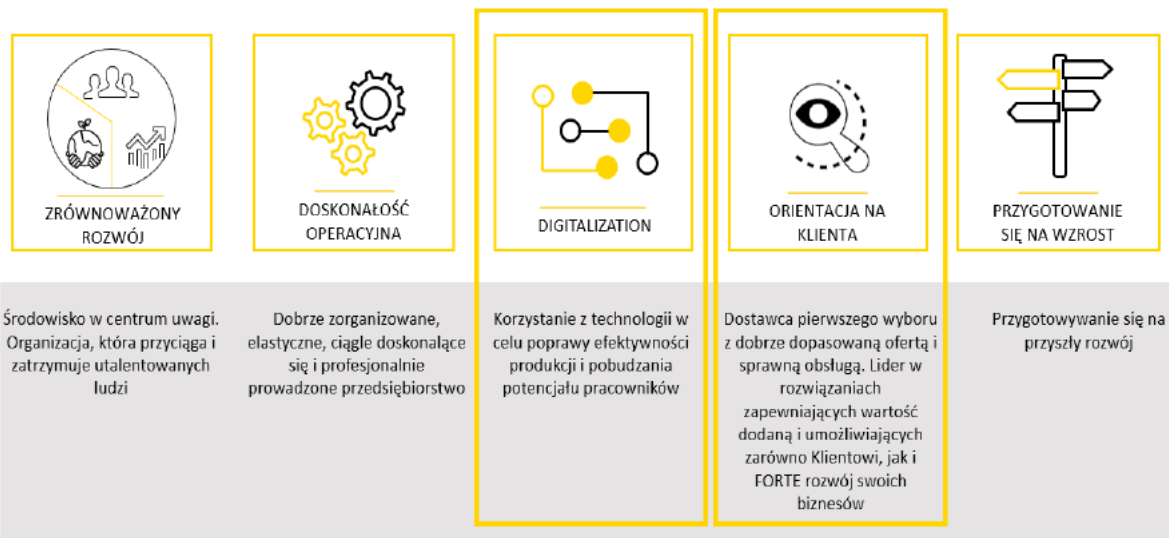 ZRÓWNOWAŻONY
ROZWÓJ
DOSKONAŁOŚĆ
OPERACYJNA
DIGITALIZATION
ORIENTACJA NA
KLIENTA
PRZYGOTOWANIE
SIĘ NA WZROST
Środowisko w centrum uwagi.
Organizacja, która przyciąga i
zatrzymuje utalentowanych
ludzi
Dobrze zorganizowane,
elastyczne, ciągle doskonalące
się i profesjonalnie
prowadzone przedsiębiorstwo
Korzystanie z technologii w
celu poprawy efektywności
produkcji i pobudzania
potencjału pracowników
Dostawca pierwszego wyboru
z dobrze dopasowaną ofertą i
sprawną obsługą. Lider w
rozwiązaniach
zapewniających wartość
dodaną i umożliwiających
zarówno Klientowi, jak i
FORTE rozwój swoich
biznesów
Przygotowywanie się na
przyszły rozwój